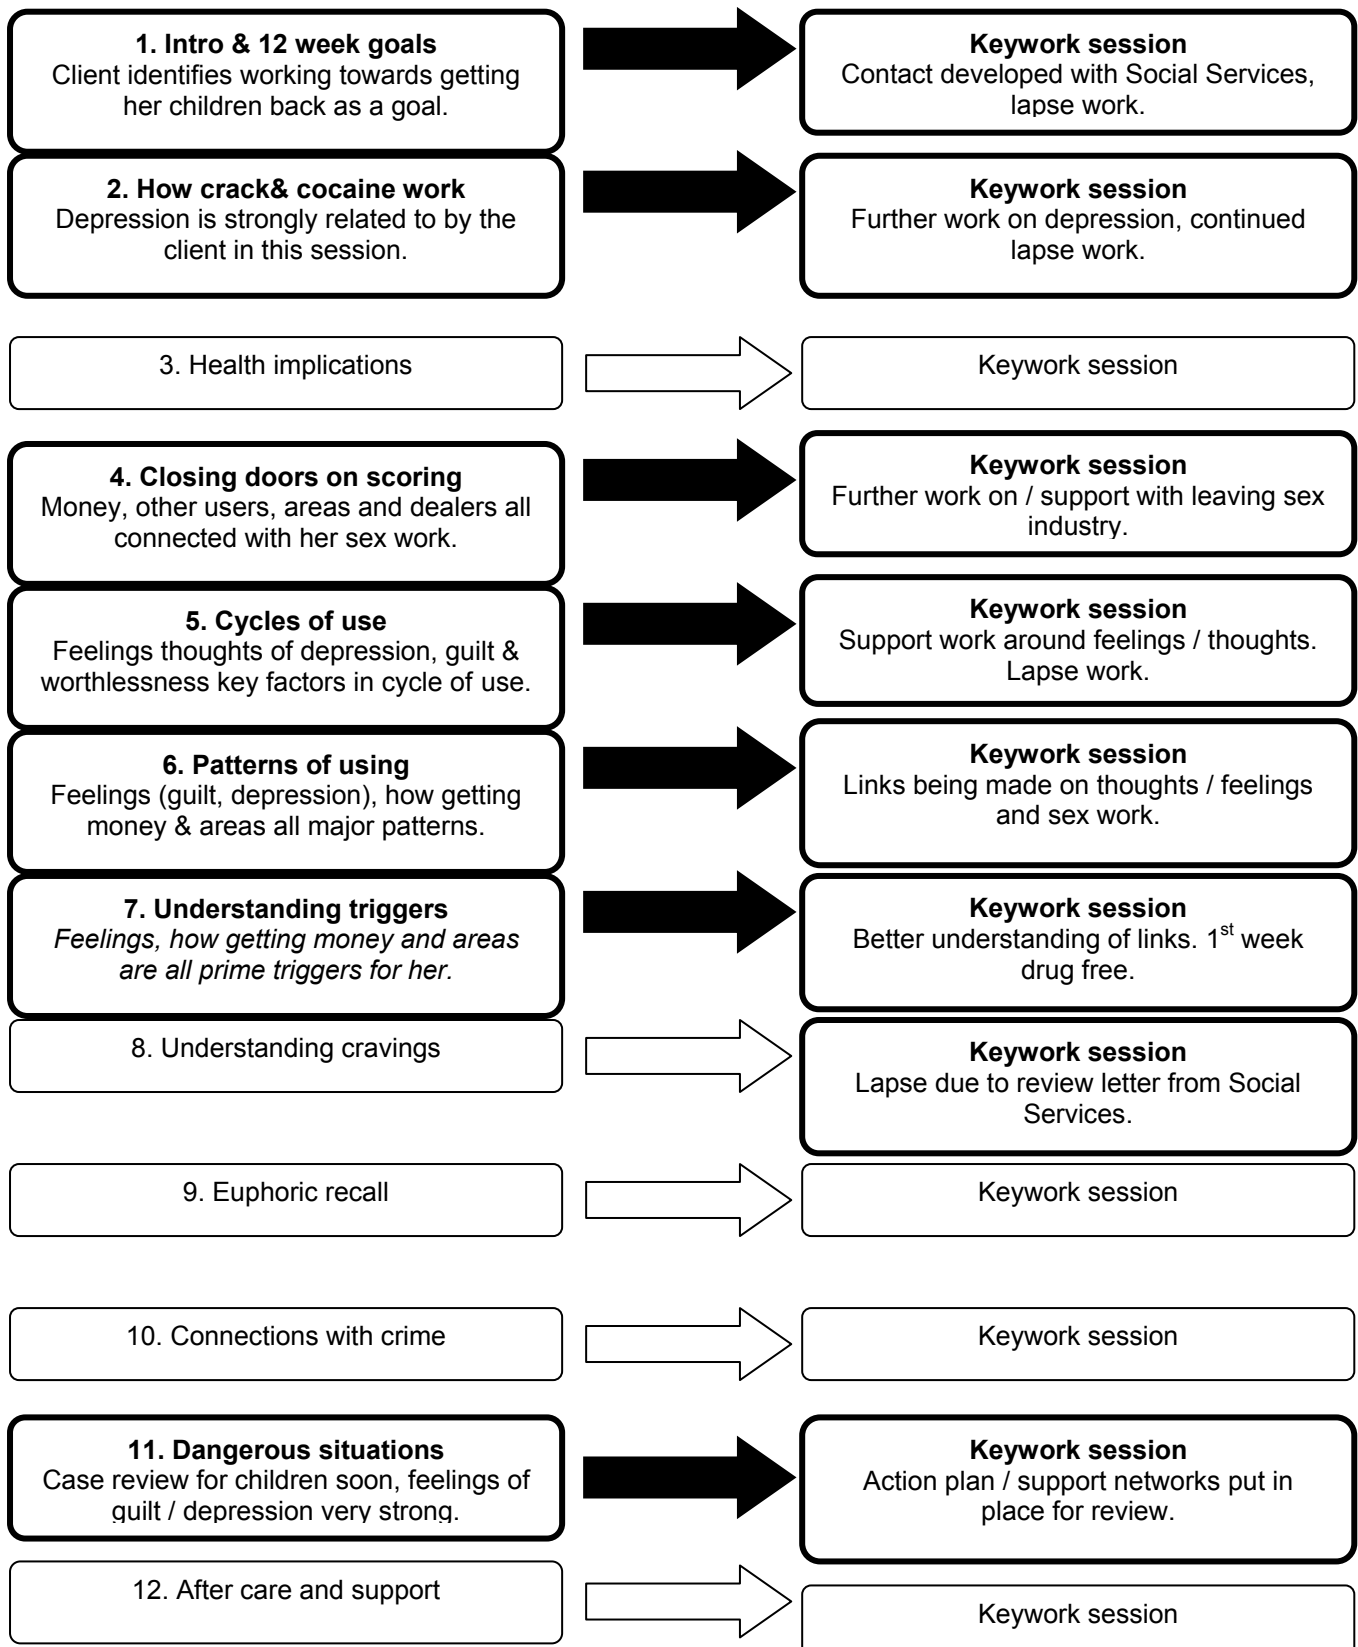 1. Intro & 12 week goals
Client identifies working towards getting
her children back as a goal.
Keywork session
Contact developed with Social Services,
lapse work.
2. How crack& cocaine work
Depression is strongly related to by the
client in this session.
Keywork session
Further work on depression, continued
lapse work.
3. Health implications
Keywork session
4. Closing doors on scoring
Money, other users, areas and dealers all
connected with her sex work.
Keywork session
Further work on / support with leaving sex
industry.
5. Cycles of use
Feelings thoughts of depression, guilt &
worthlessness key factors in cycle of use.
Keywork session
Support work around feelings / thoughts.
Lapse work.
6. Patterns of using
Feelings (guilt, depression), how getting
money & areas all major patterns.
Keywork session
Links being made on thoughts / feelings
and sex work.
7. Understanding triggers
Feelings, how getting money and areas
are all prime triggers for her.
Keywork session
Better understanding of links. 1st week
drug free.
8. Understanding cravings
Keywork session
Lapse due to review letter from Social
Services.
9. Euphoric recall
Keywork session
10. Connections with crime
Keywork session
11. Dangerous situations
Case review for children soon, feelings of
guilt / depression very strong.
Keywork session
Action plan / support networks put in
place for review.
12. After care and support
Keywork session